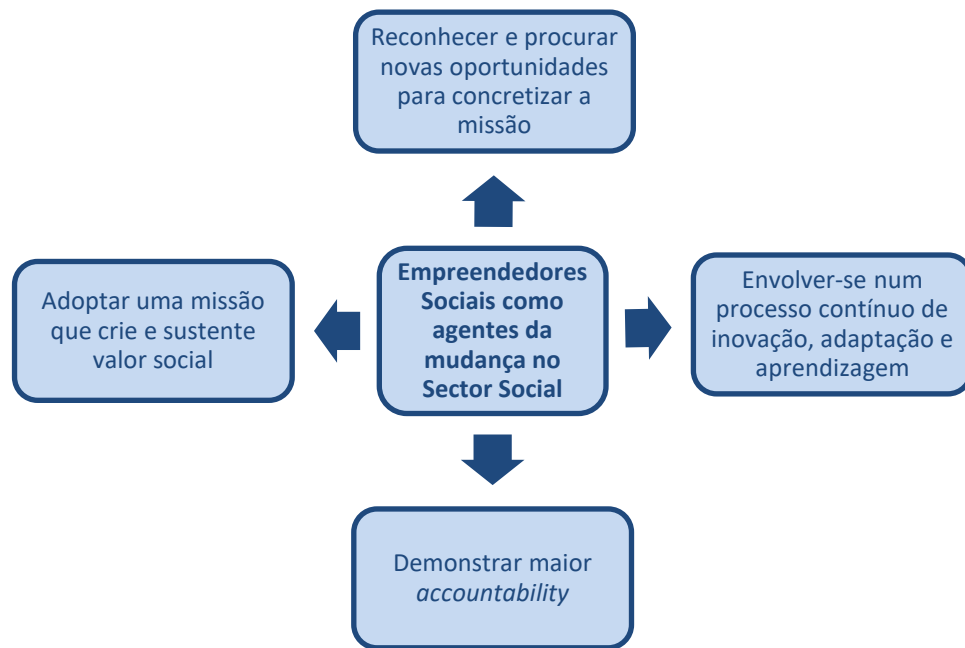 Reconhecer e procurar
novas oportunidades
para concretizar a
missão
Adoptar uma missão
que crie e sustente
valor social
Empreendedores
Sociais como
agentes da
mudança no
Sector Social
Envolver-se num
processo contínuo de
inovação, adaptação e
aprendizagem
Demonstrar maior
accountability